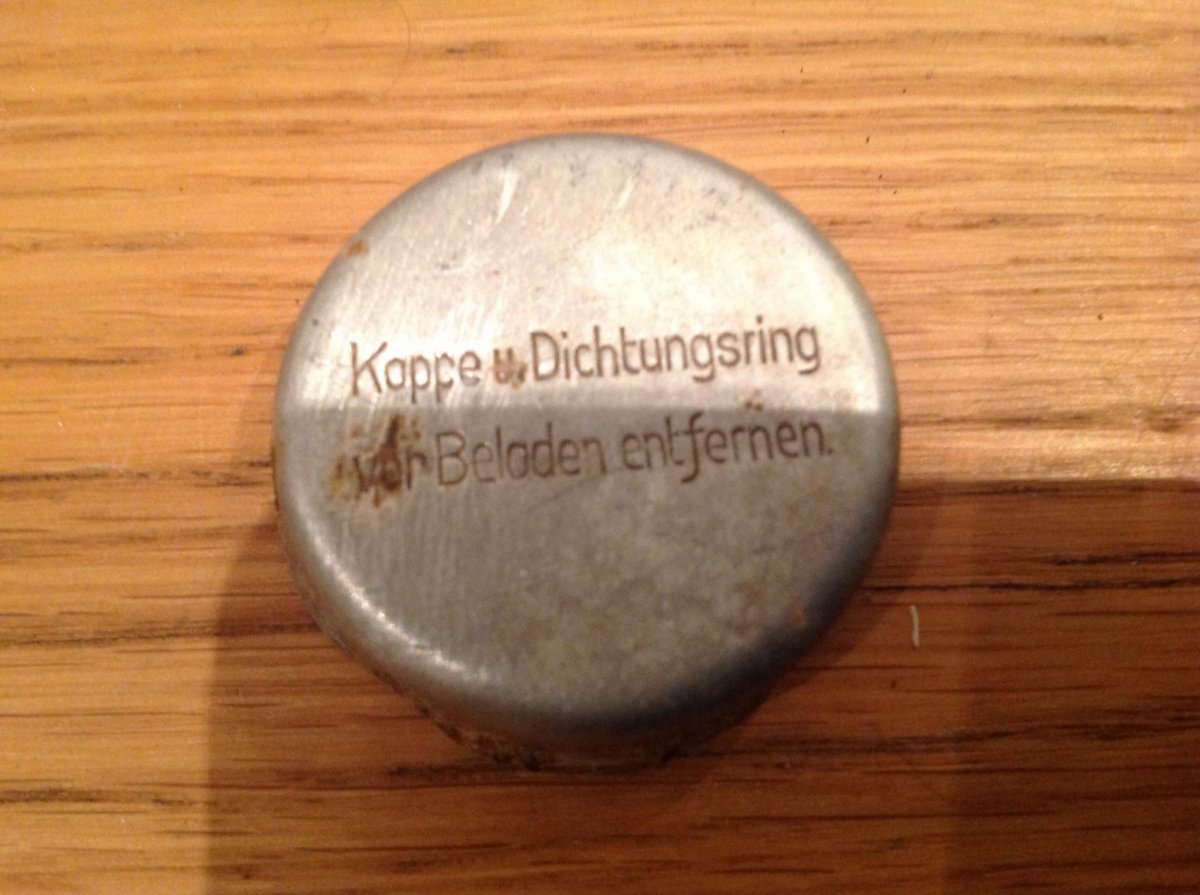 Kappe u. Dichtungsring
vor Beladen entfernen.